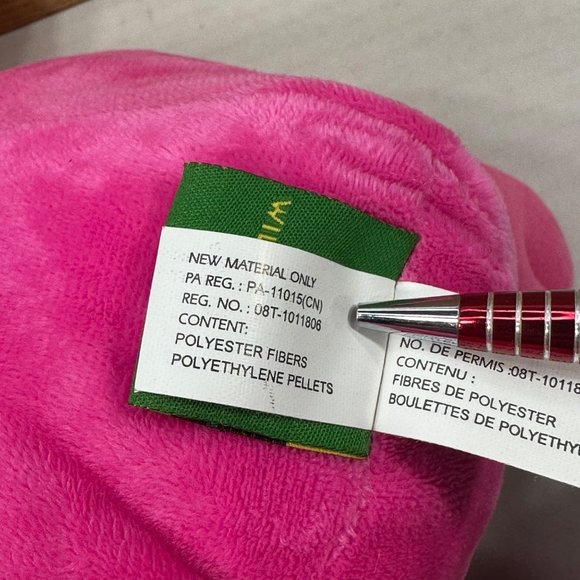 NEW MATERIAL ONLY
PA REG. : PA-11015(CN)
REG. NO. : 08T-1011806
CONTENT:
POLYESTER FIBERS
POLYETHYLENE PELLETS
NO. DE PERMIS :08T-10118
CONTENU :
FIBRES DE POLYESTER
BOULETTES DE POLYETHY